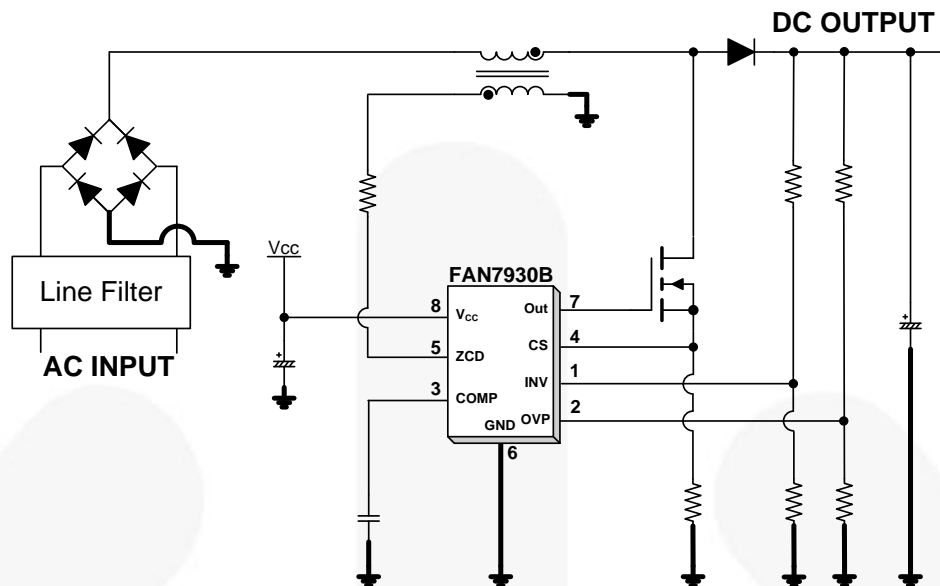 DC OUTPUT
Vcc
FAN7930B
Line Filter
AC INPUT
8
VCC
Out
7
5
ZCD
CS
4
3
COMP
INV
1
GND
OVP
2
6
+
+